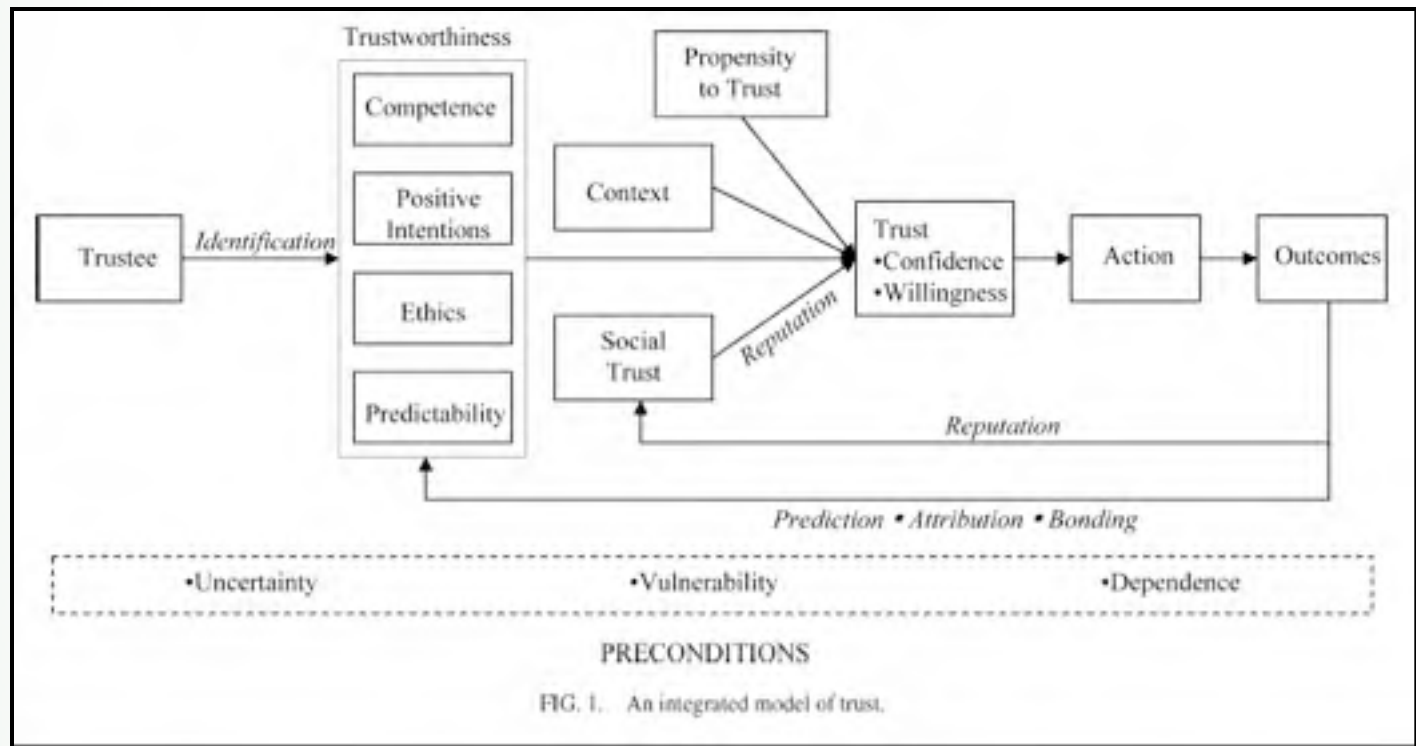 Trustworthiness
Competence
Positive
Intentions
Ethics
Predictability
Trustee
Identification
Propensity
to Trust
Context
Social
Trust
Reputation
Trust
•Confidence
•Willingness
Action
Outcomes
Reputation
Prediction • Attribution • Bonding
•Uncertainty
•Vulnerability
•Dependence
PRECONDITIONS
FIG. 1. An integrated model of trust.